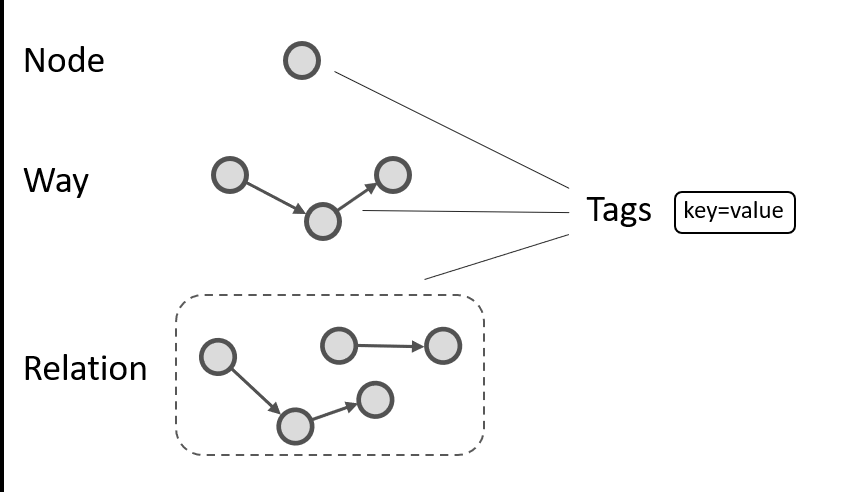 Node
Way
Tags key=value
Relation